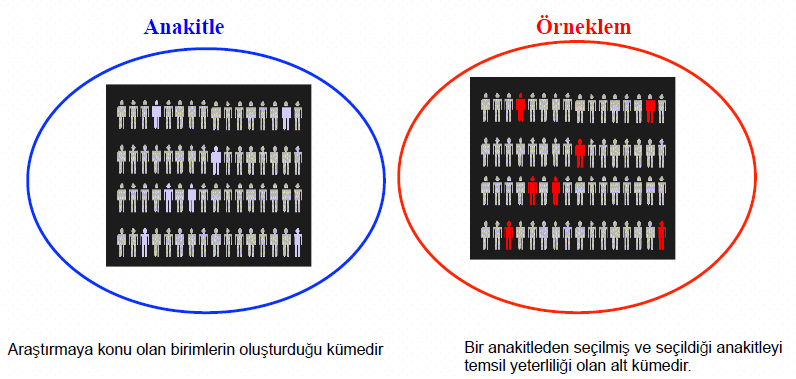 Anakitle
Örneklem
Araştırmaya konu olan birimlerin oluşturduğu kümedir
Bir anakitleden seçilmiş ve seçildiği anakitleyi
temsil yeterliliği olan alt kümedir.